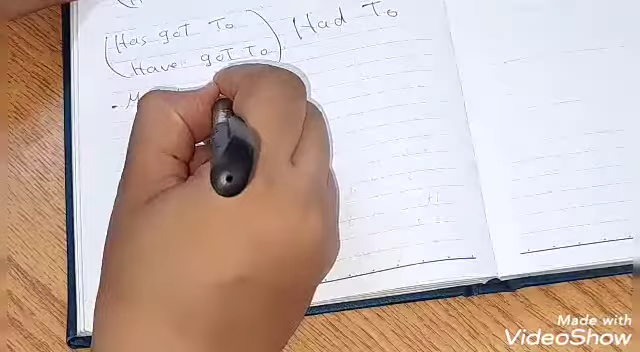 (Has got To
Have got To) Had To
Made with
VideoShow